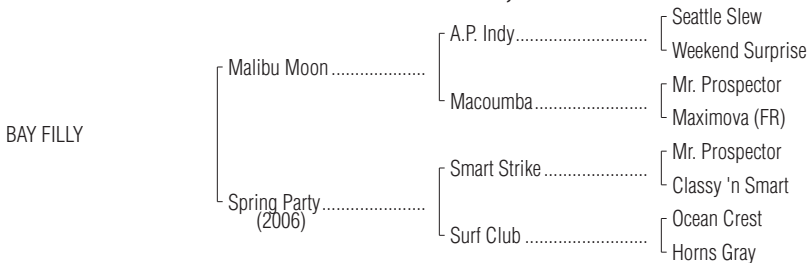 Seattle Slew
A.P. Indy
Weekend Surprise
Malibu Moon
Mr. Prospector
Macoumba
Maximova (FR)
BAY FILLY
Mr. Prospector
Smart Strike
Classy 'n Smart
Spring Party
(2006)
Ocean Crest
Surf Club
Horns Gray